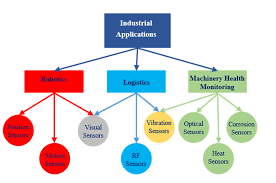 Industrial
Applications
Robotics
Logistics
Machinery Health
Monitoring
Position
Sensors
Visual
Sensors
Vibration
Sensors
Optical
Sensors
Corrosion
Sensors
Motion
Sensors
RF
Sensors
Heat
Sensors